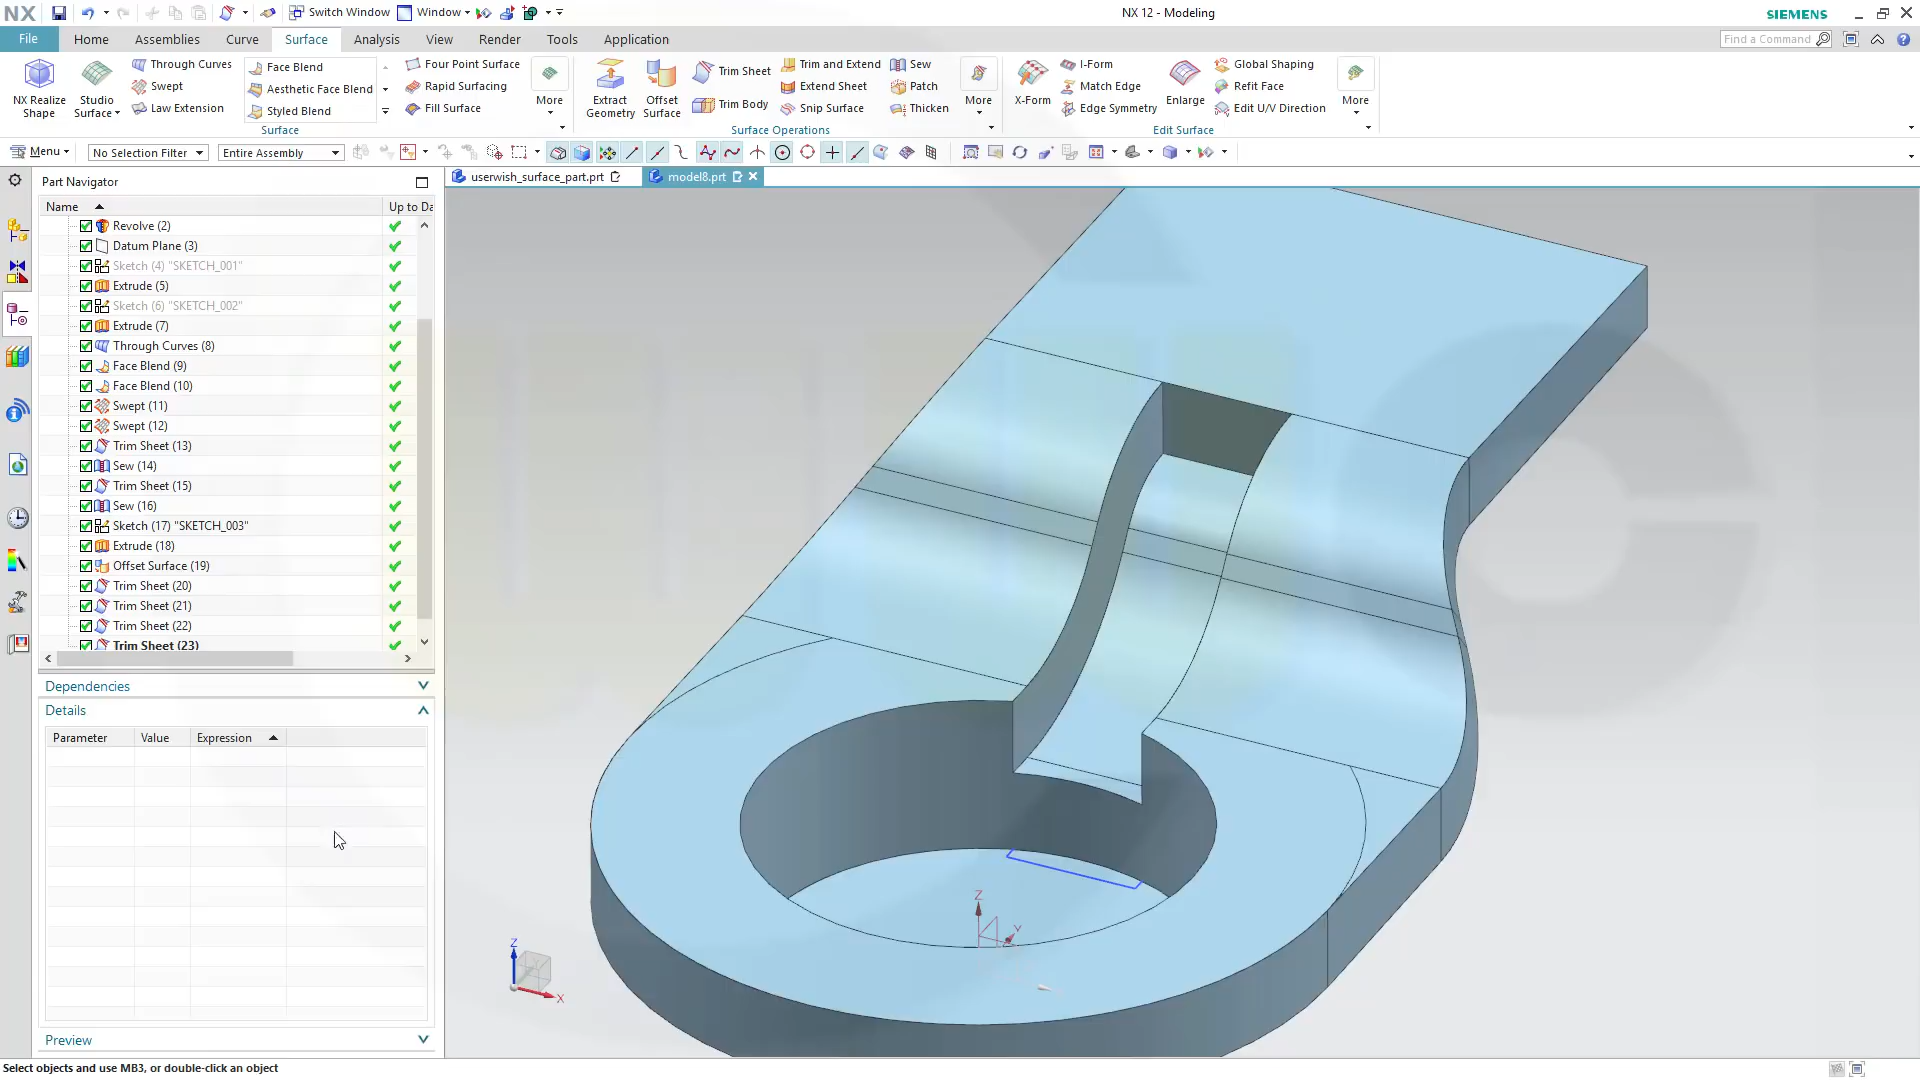 NX
Switch Window
Window
NX 12 - Modeling
SIEMENS
File
Home
Assemblies
Curve
Surface
Analysis
View
Render
Tools
Application
Find a Command
NX Realize
Shape
Studio
Surface
Through Curves
Swept
Law Extension
Face Blend
Aesthetic Face Blend
Styled Blend
Four Point Surface
Rapid Surfacing
Fill Surface
More
Surface
Extract
Geometry
Offset
Surface
Trim Sheet
Trim Body
Trim and Extend
Extend Sheet
Snip Surface
Sew
Patch
Thicken
More
Surface Operations
X-Form
I-Form
Match Edge
Edge Symmetry
Enlarge
Global Shaping
Refit Face
Edit U/V Direction
More
Edit Surface
Menu
No Selection Filter
Entire Assembly
Part Navigator
userwish_surface_part.prt
model8.prt
Name
Up to Da
Revolve (2)
Datum Plane (3)
Sketch (4) "SKETCH_001"
Extrude (5)
Sketch (6) "SKETCH_002"
Extrude (7)
Through Curves (8)
Face Blend (9)
Face Blend (10)
Swept (11)
Swept (12)
Trim Sheet (13)
Sew (14)
Trim Sheet (15)
Sew (16)
Sketch (17) "SKETCH_003"
Extrude (18)
Offset Surface (19)
Trim Sheet (20)
Trim Sheet (21)
Trim Sheet (22)
Trim Sheet (23)
Dependencies
Details
Parameter
Value
Expression
Preview
Z
Y
Z
X
Select objects and use MB3, or double-click an object